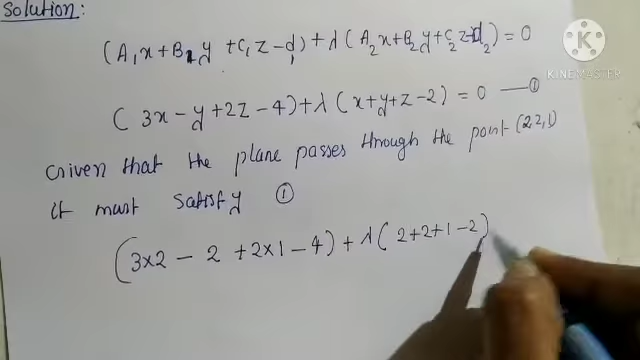 Solution:
(A₁x + B₁y + C₁z - d₁) + λ (A₂x + B₂y + C₂z - d₂) = 0
( 3x - y + 2z - 4) + λ ( x + y + z - 2) = 0 — ①
Given that the plane passes through the point (2,2,1)
it must satisfy ①
(3×2 - 2 + 2×1 - 4) + λ ( 2+2+1-2)
KINEMASTER